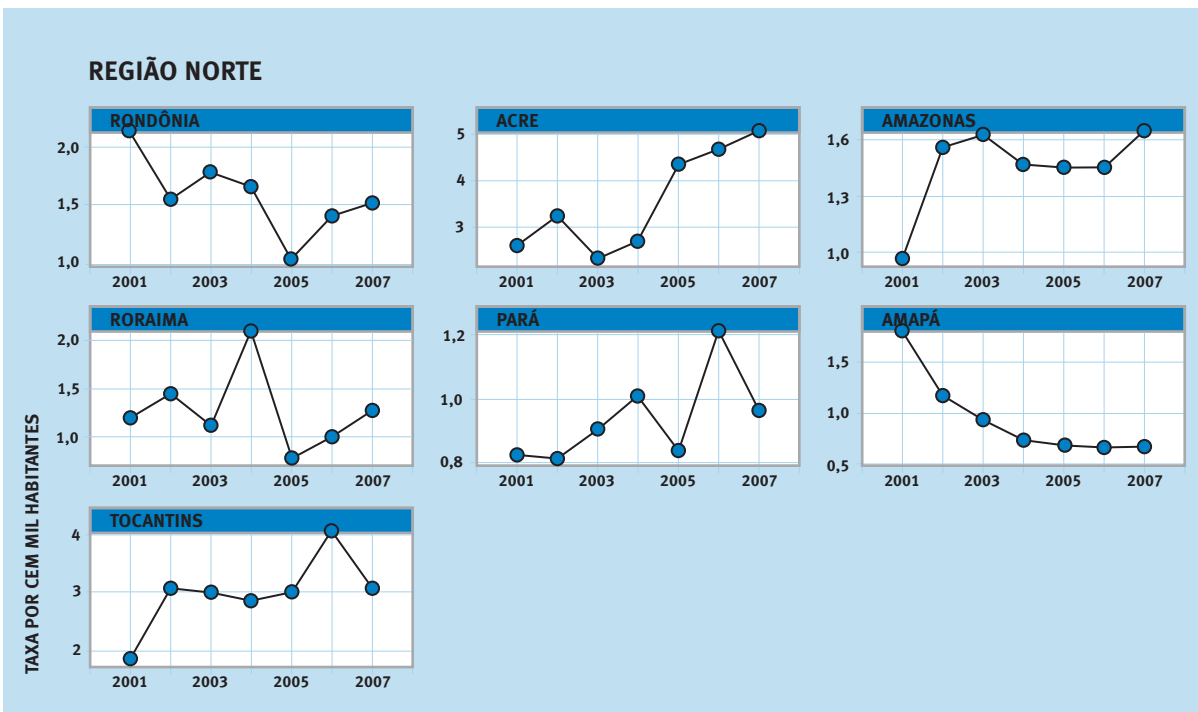 REGIÃO NORTE
RONDÔNIA
2,0
1,5
1,0
2001 2003 2005 2007
ACRE
5
4
3
2001 2003 2005 2007
AMAZONAS
1,6
1,3
1,0
2001 2003 2005 2007
RORAIMA
2,0
1,5
1,0
2001 2003 2005 2007
PARÁ
1,2
1,0
0,8
2001 2003 2005 2007
AMAPÁ
1,5
1,0
0,5
2001 2003 2005 2007
TOCANTINS
4
3
2
2001 2003 2005 2007
TAXA POR CEM MIL HABITANTES